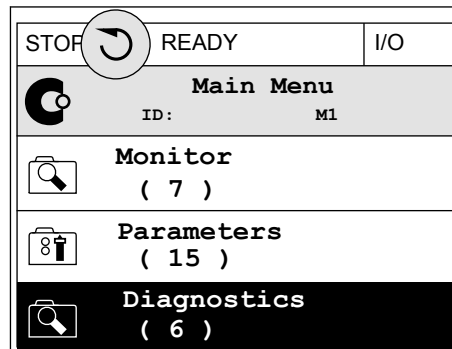 STOP READY I/O
Main Menu
ID: M1
Monitor
( 7 )
Parameters
( 15 )
Diagnostics
( 6 )